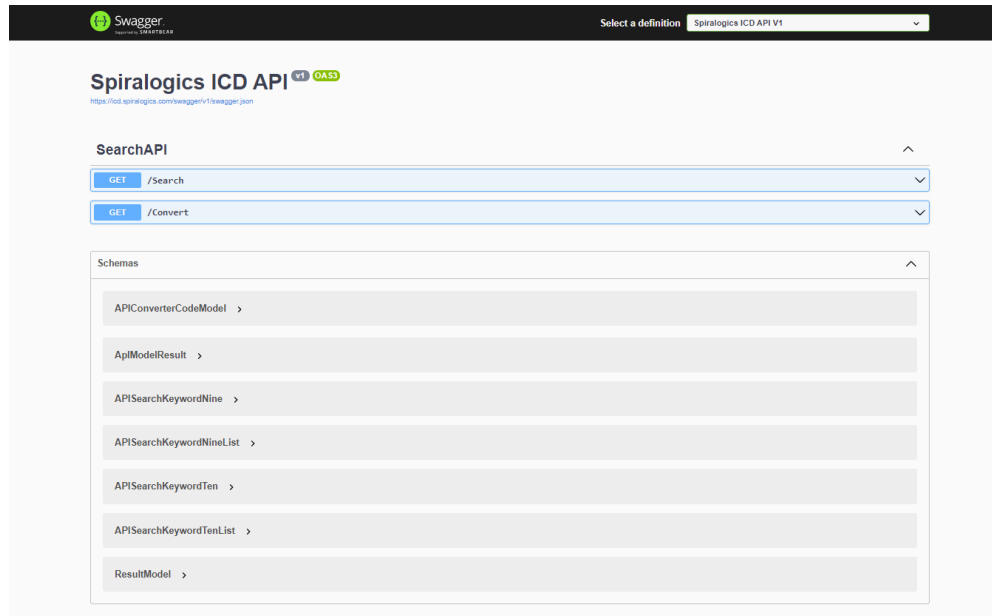 Swagger.
Supported by SMARTBEAR
Select a definition
Spiralogics ICD API V1
Spiralogics ICD API v1 OAS3
https://icd.spiralogics.com/swagger/v1/swagger.json
SearchAPI
GET /Search
GET /Convert
Schemas
APIConverterCodeModel
ApIModelResult
APISearchKeywordNine
APISearchKeywordNineList
APISearchKeywordTen
APISearchKeywordTenList
ResultModel